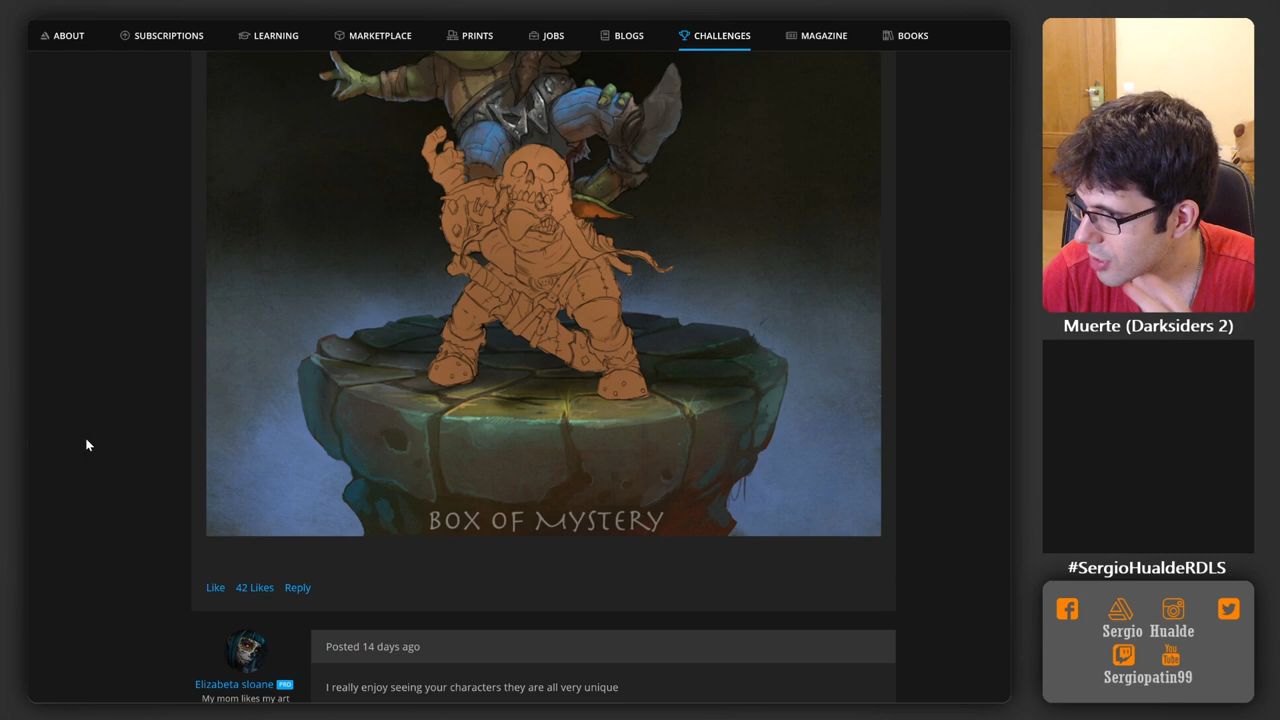 ABOUT
SUBSCRIPTIONS
LEARNING
MARKETPLACE
PRINTS
JOBS
BLOGS
CHALLENGES
MAGAZINE
BOOKS
BOX OF MYSTERY
Like
42 Likes
Reply
Posted 14 days ago
Elizabeta sloane PRO
My mom likes my art
I really enjoy seeing your characters they are all very unique
Muerte (Darksiders 2)
#SergioHualdeRDLS
Sergio Hualde
You
Tube
Sergiopatin99